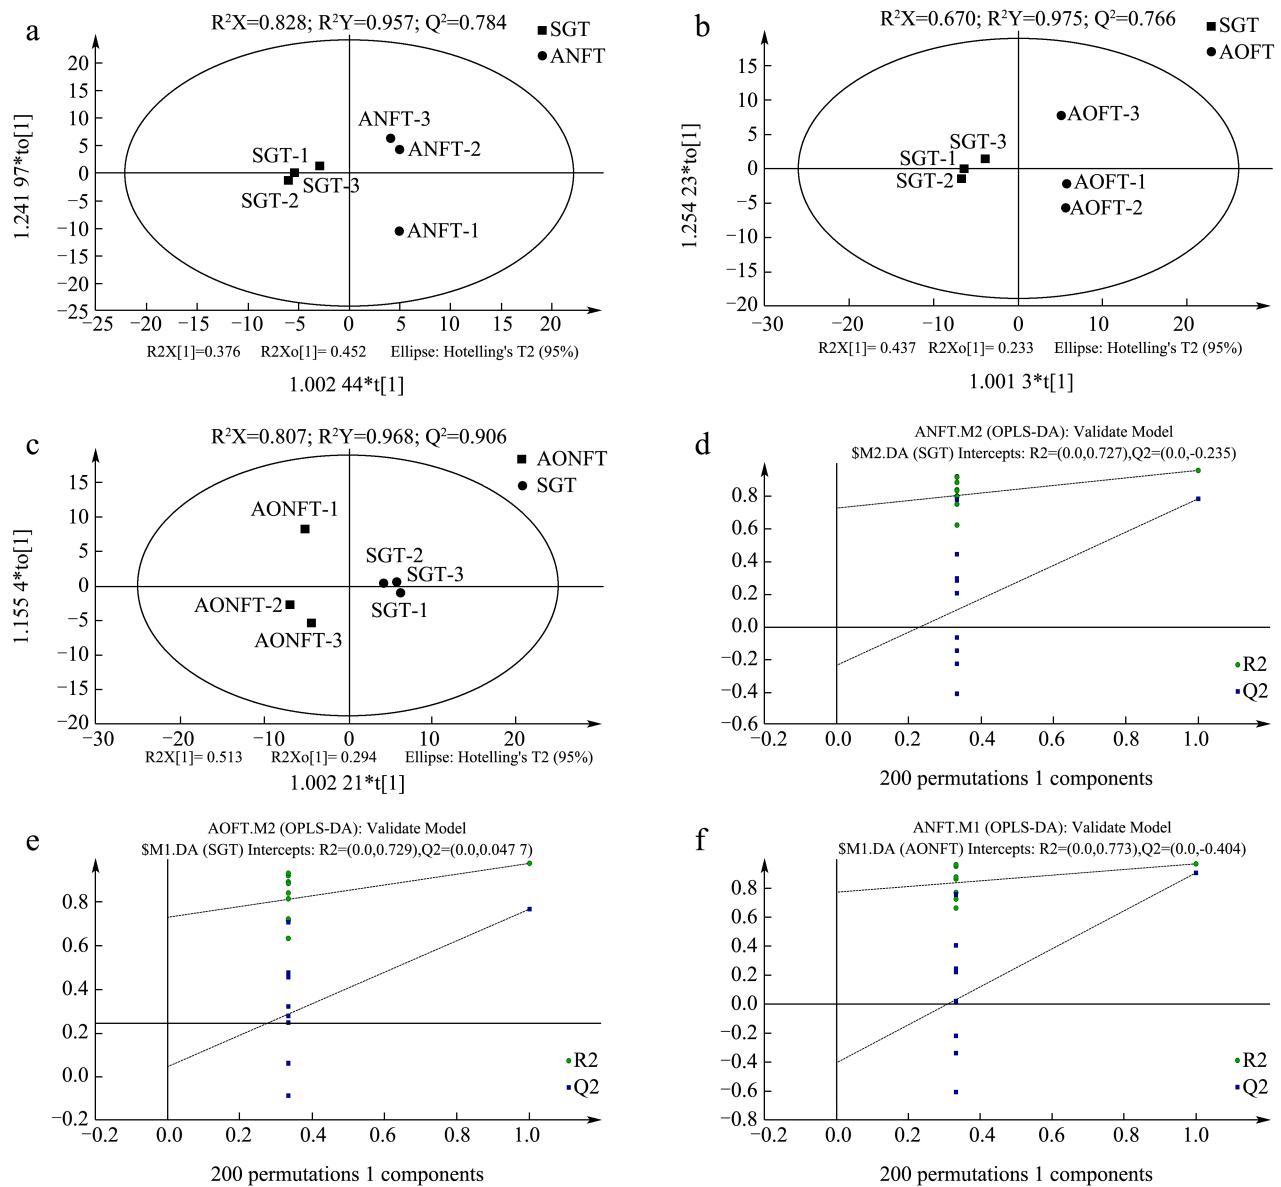 a
R²X=0.828; R²Y=0.957; Q²=0.784
SGT
ANFT
20
15
10
5
0
−5
−10
−15
−20
−25
1.241 97*to[1]
ANFT-3
ANFT-2
SGT-1
SGT-3
SGT-2
ANFT-1
−25 −20 −15 −10 −5 0 5 10 15 20
R2X[1]=0.376 R2Xo[1]= 0.452 Ellipse: Hotelling's T2 (95%)
1.002 44*t[1]
b
R²X=0.670; R²Y=0.975; Q²=0.766
SGT
AOFT
15
10
5
0
−5
−10
−15
−20
1.254 23*to[1]
AOFT-3
SGT-3
SGT-1
SGT-2
AOFT-1
AOFT-2
−30 −20 −10 0 10 20
R2X[1]= 0.437 R2Xo[1]= 0.233 Ellipse: Hotelling's T2 (95%)
1.001 3*t[1]
c
R²X=0.807; R²Y=0.968; Q²=0.906
AONFT
SGT
15
10
5
0
−5
−10
−15
−20
1.155 4*to[1]
AONFT-1
SGT-2
SGT-3
SGT-1
AONFT-2
AONFT-3
−30 −20 −10 0 10 20
R2X[1]= 0.513 R2Xo[1]= 0.294 Ellipse: Hotelling's T2 (95%)
1.002 21*t[1]
d
ANFT.M2 (OPLS-DA): Validate Model
$M2.DA (SGT) Intercepts: R2=(0.0,0.727),Q2=(0.0,-0.235)
0.8
0.6
0.4
0.2
0.0
−0.2
−0.4
−0.6
R2
Q2
−0.2 0.0 0.2 0.4 0.6 0.8 1.0
200 permutations 1 components
e
AOFT.M2 (OPLS-DA): Validate Model
$M1.DA (SGT) Intercepts: R2=(0.0,0.729),Q2=(0.0,0.047 7)
0.8
0.6
0.4
0.2
0.0
−0.2
R2
Q2
−0.2 0.0 0.2 0.4 0.6 0.8 1.0
200 permutations 1 components
f
ANFT.M1 (OPLS-DA): Validate Model
$M1.DA (AONFT) Intercepts: R2=(0.0,0.773),Q2=(0.0,-0.404)
0.8
0.6
0.4
0.2
0.0
−0.2
−0.4
−0.6
−0.8
R2
Q2
−0.2 0.0 0.2 0.4 0.6 0.8 1.0
200 permutations 1 components